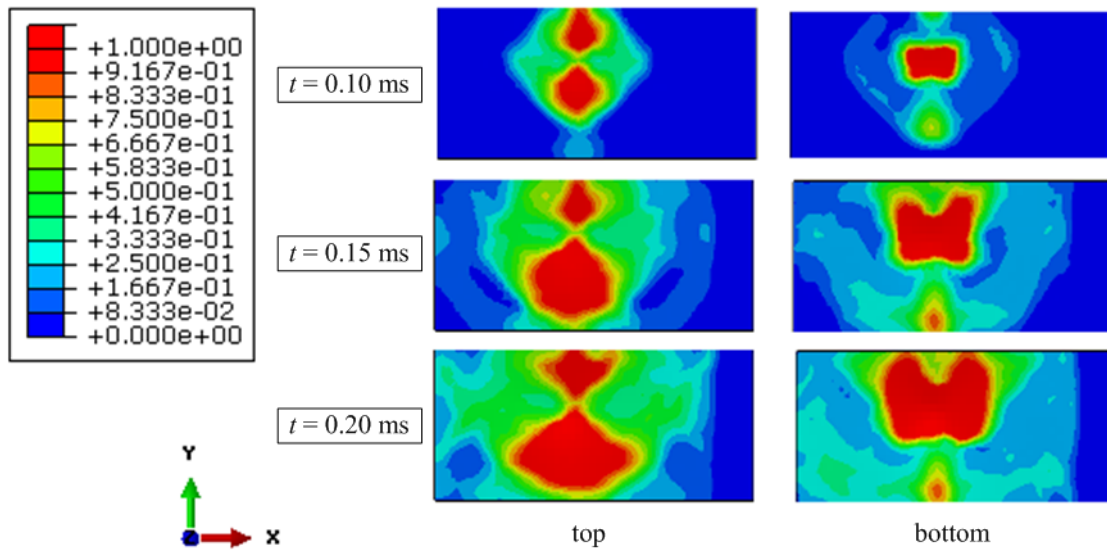 +1.000e+00
+9.167e-01
+8.333e-01
+7.500e-01
+6.667e-01
+5.833e-01
+5.000e-01
+4.167e-01
+3.333e-01
+2.500e-01
+1.667e-01
+8.333e-02
+0.000e+00
t = 0.10 ms
t = 0.15 ms
t = 0.20 ms
Y
Z
X
top
bottom